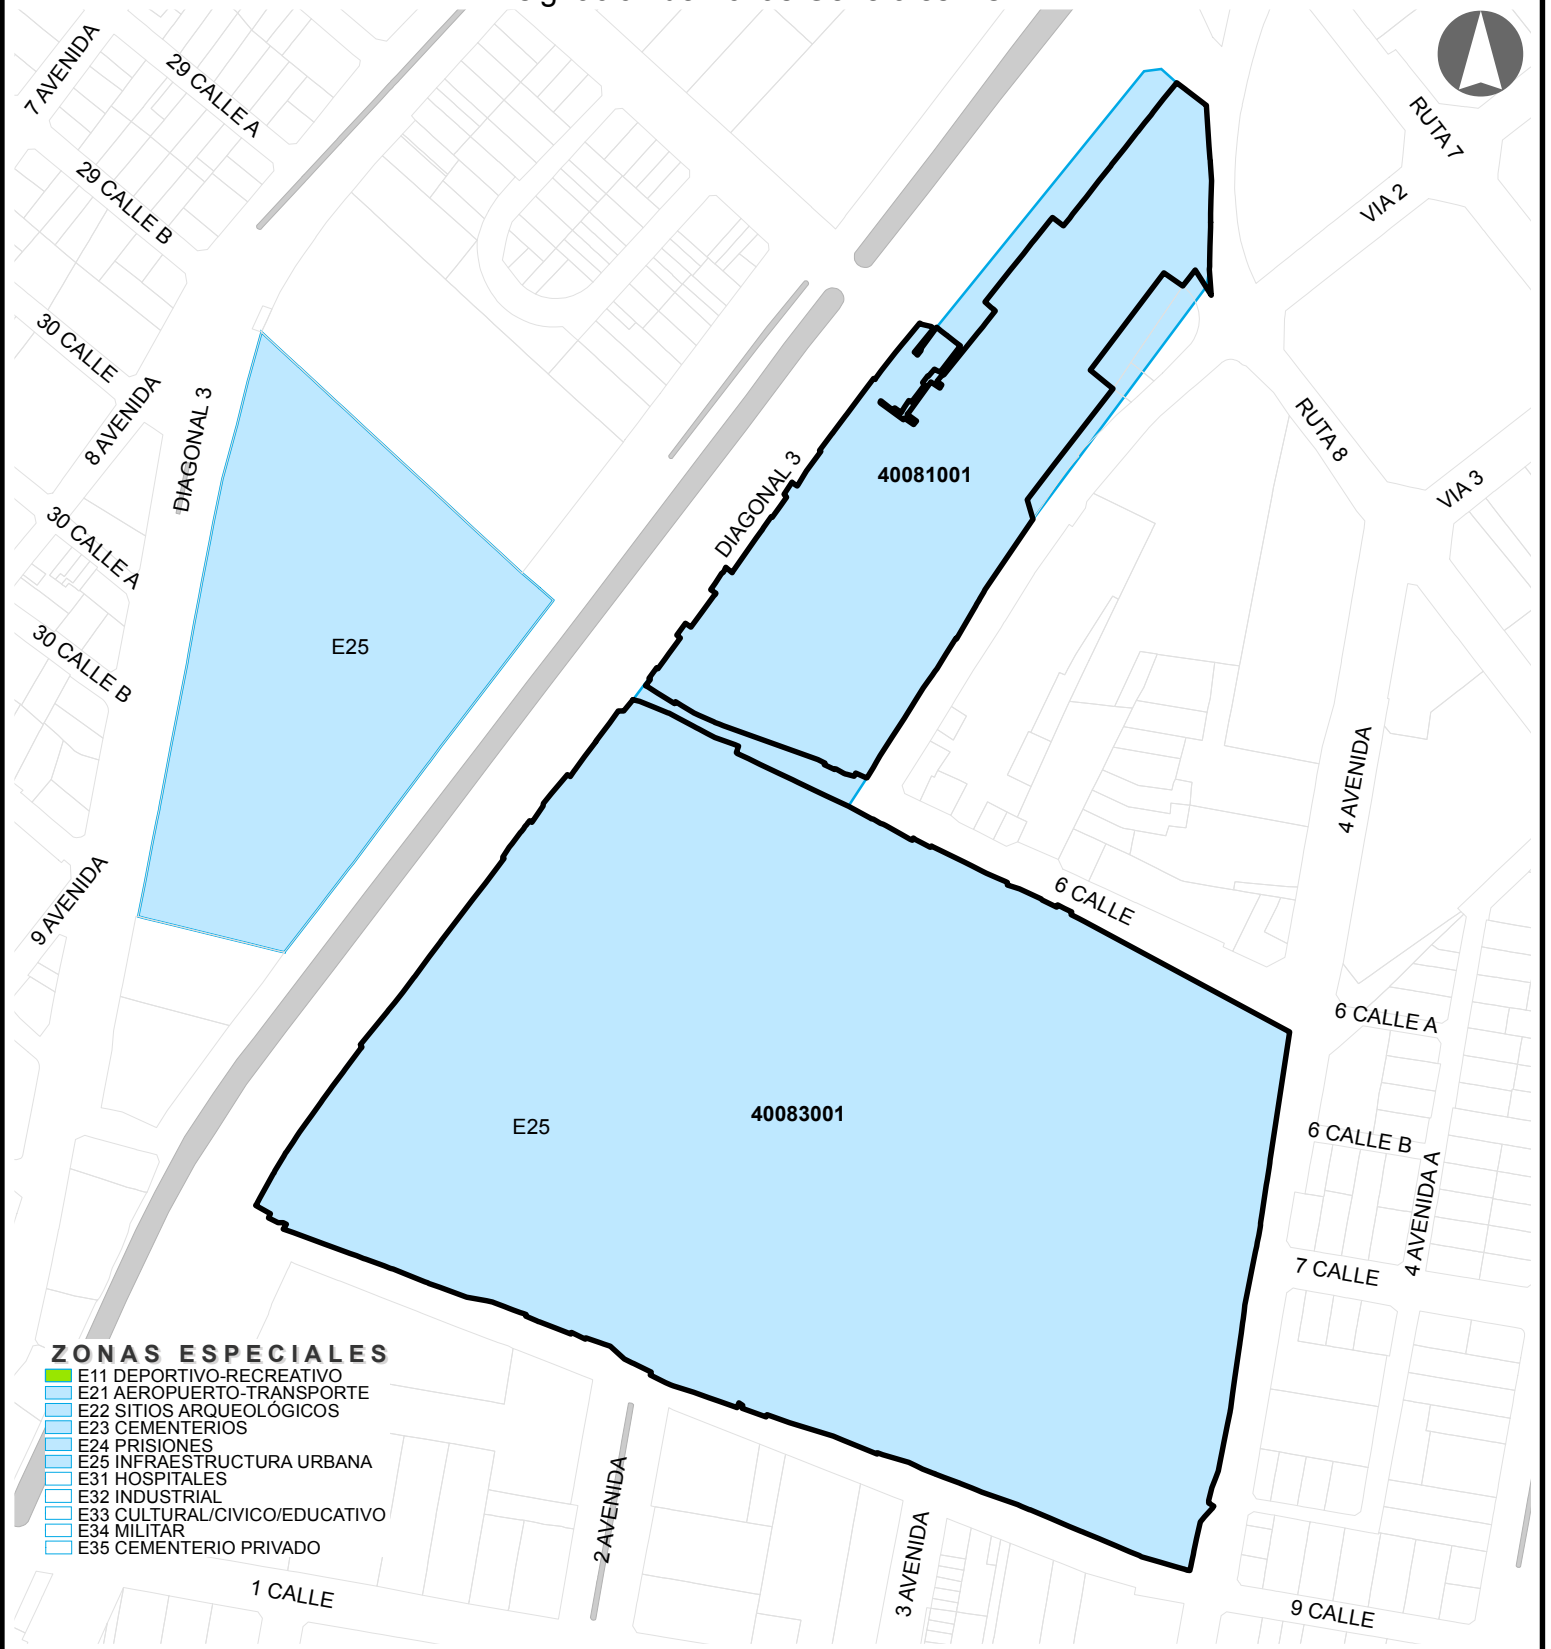 7 AVENIDA
29 CALLE A
RUTA 7
29 CALLE B
VIA 2
30 CALLE
8 AVENIDA
DIAGONAL 3
RUTA 8
DIAGONAL 3
40081001
VIA 3
30 CALLE A
30 CALLE B
E25
4 AVENIDA
9 AVENIDA
6 CALLE
6 CALLE A
E25
40083001
6 CALLE B
4 AVENIDA A
7 CALLE
ZONAS ESPECIALES
E11 DEPORTIVO-RECREATIVO
E21 AEROPUERTO-TRANSPORTE
E22 SITIOS ARQUEOLÓGICOS
E23 CEMENTERIOS
E24 PRISIONES
E25 INFRAESTRUCTURA URBANA
E31 HOSPITALES
E32 INDUSTRIAL
E33 CULTURAL/CIVICO/EDUCATIVO
E34 MILITAR
E35 CEMENTERIO PRIVADO
2 AVENIDA
3 AVENIDA
1 CALLE
9 CALLE